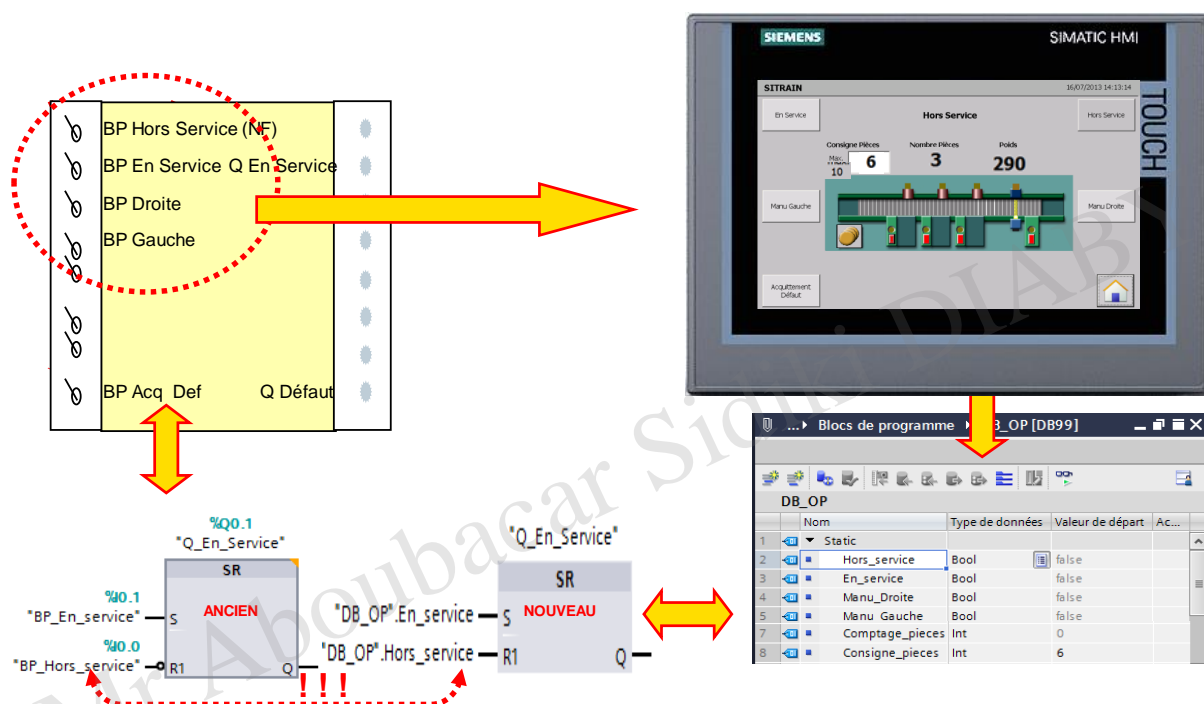 BP Hors Service (NF)
BP En Service Q En Service
BP Droite
BP Gauche
BP Acq Def Q Défaut
SIEMENS
SIMATIC HMI
TOUCH
SITRAIN
16/07/2013 14:13:14
En Service
Hors Service
Hors Service
Consigne Pièces
Nombre Pièces
Poids
Max.
10
6
3
290
Manu Gauche
Manu Droite
Acquittement
Défaut
%Q0.1
"Q_En_Service"
SR
ANCIEN
%I0.1
"BP_En_service"
S
%I0.0
"BP_Hors_service"
R1
Q
!!!
"Q_En_Service"
SR
NOUVEAU
"DB_OP".En_service
S
"DB_OP".Hors_service
R1
Q
... Blocs de programme B_OP [DB99]
DB_OP
Nom Type de données Valeur de départ Ac...
1 Static
2 Hors_service Bool false
3 En_service Bool false
4 Manu_Droite Bool false
5 Manu_Gauche Bool false
7 Comptage_pieces Int 0
8 Consigne_pieces Int 6
Mr Aboubacar Sidiki DIABY